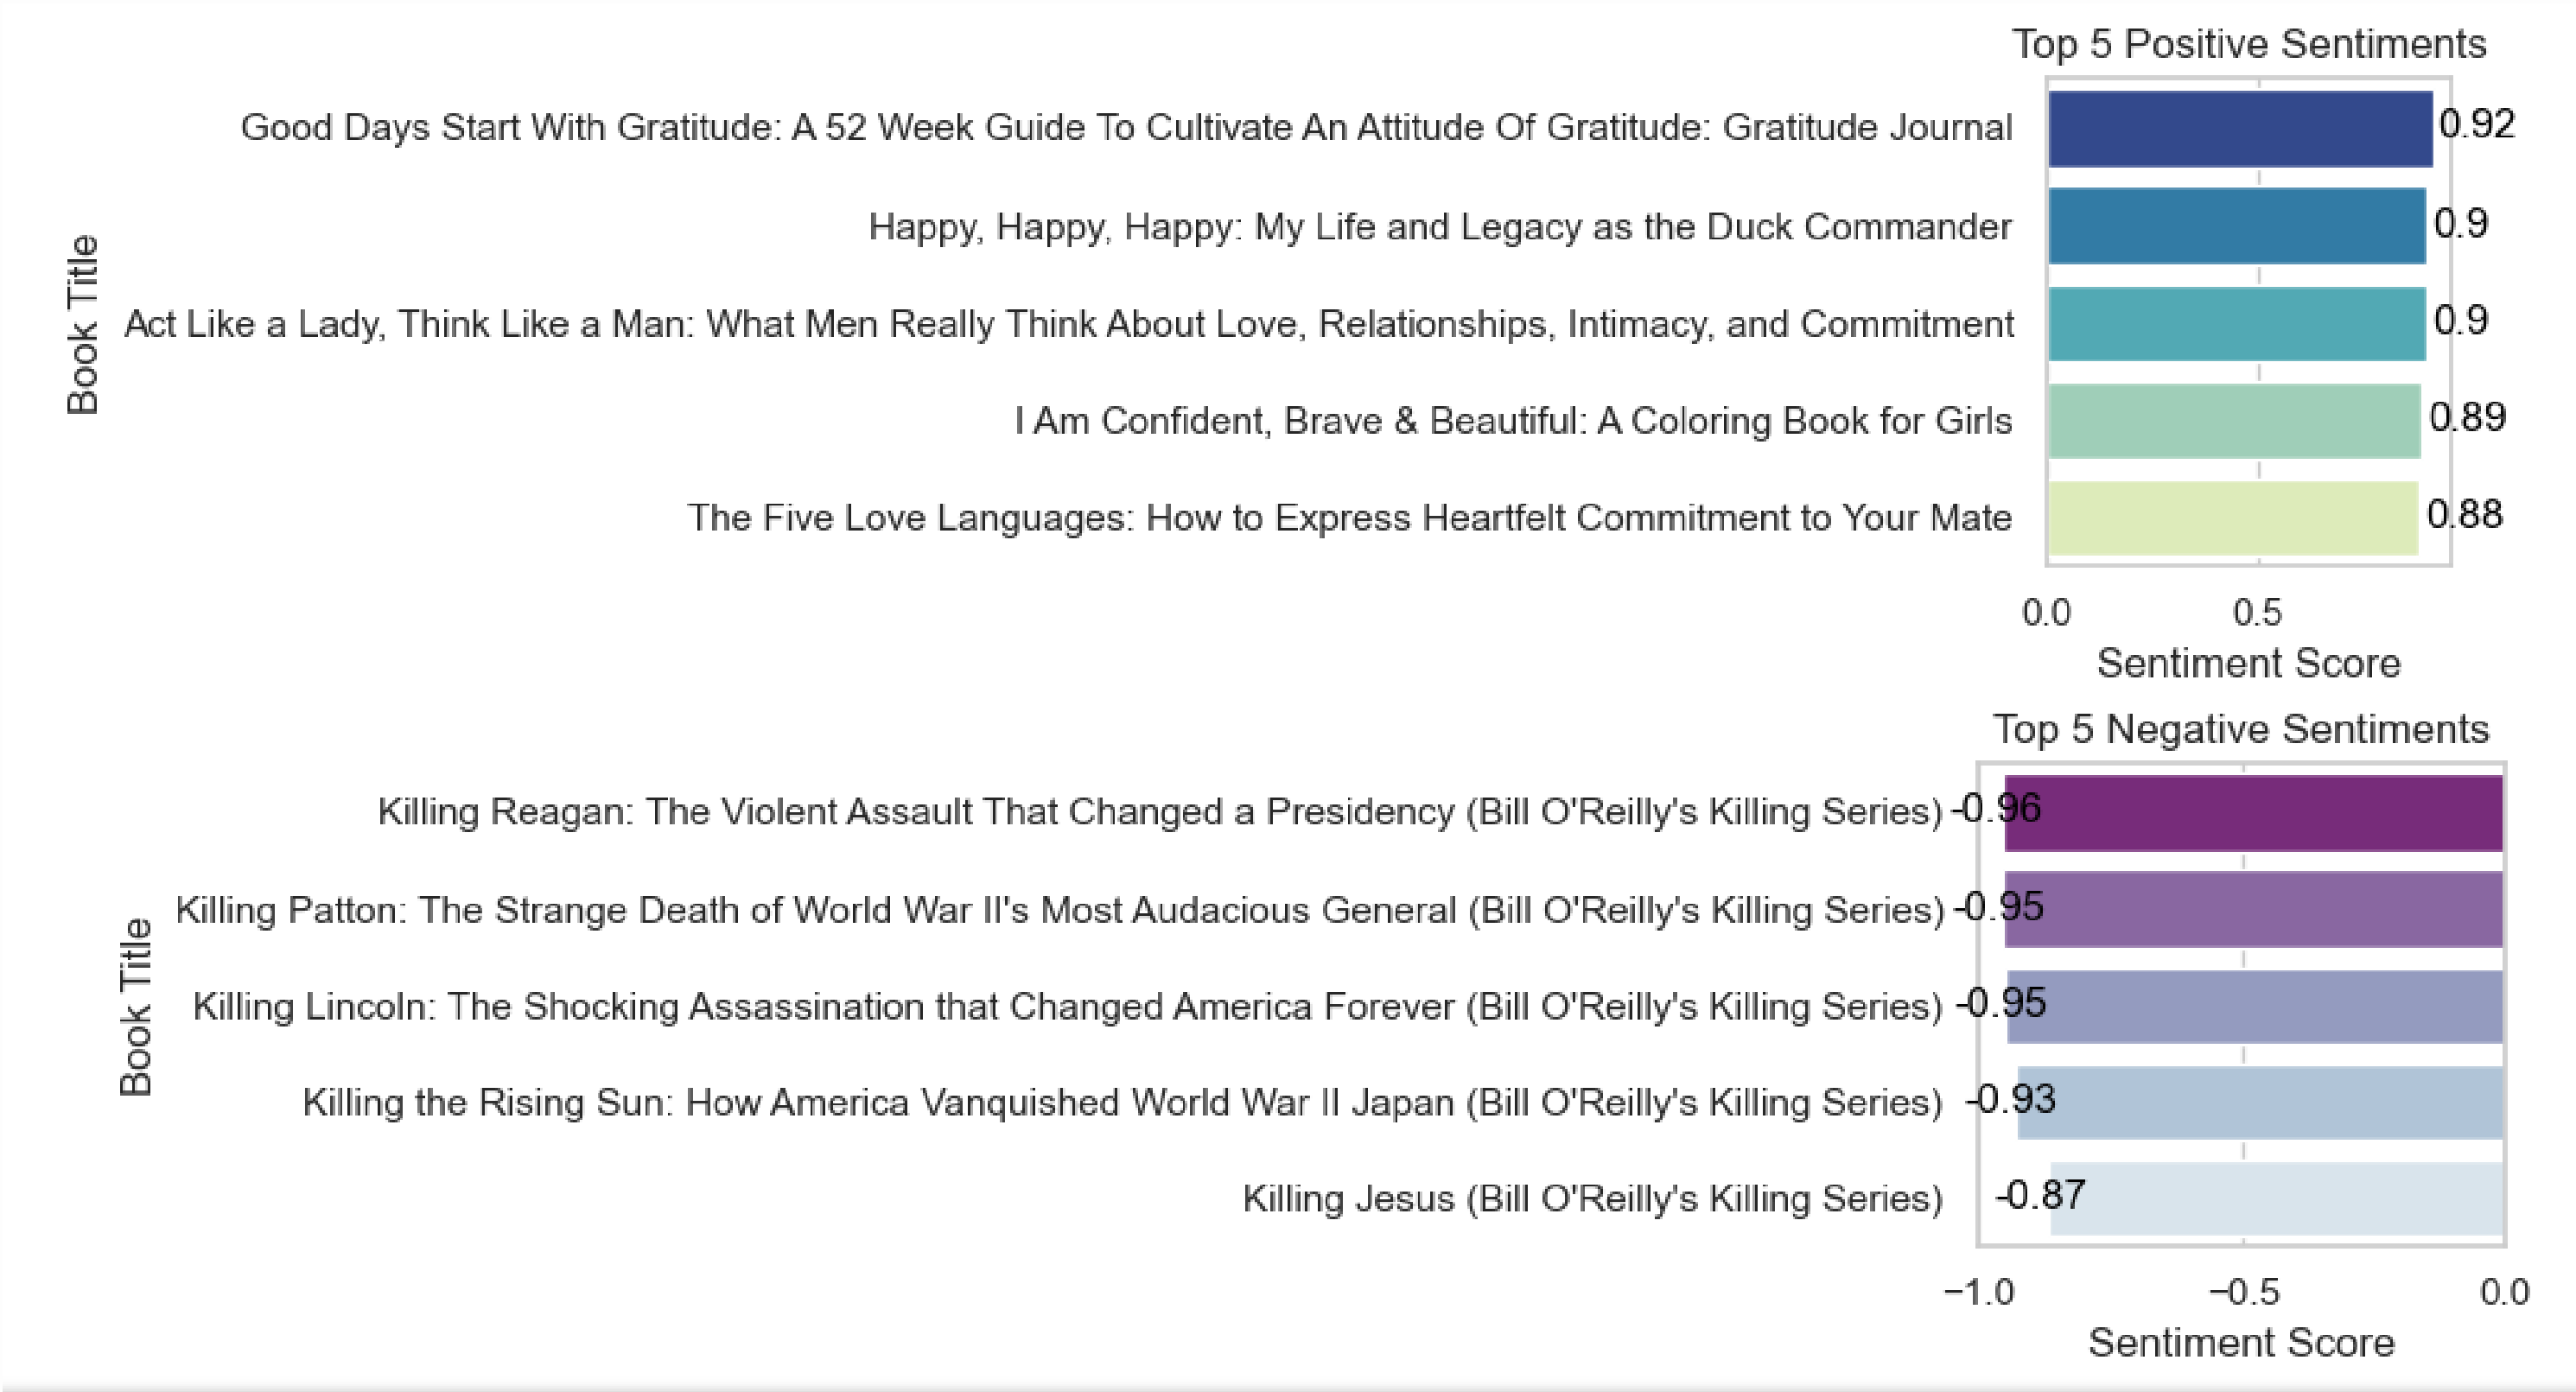 Top 5 Positive Sentiments
Book Title
Good Days Start With Gratitude: A 52 Week Guide To Cultivate An Attitude Of Gratitude: Gratitude Journal
0.92
Happy, Happy, Happy: My Life and Legacy as the Duck Commander
0.9
Act Like a Lady, Think Like a Man: What Men Really Think About Love, Relationships, Intimacy, and Commitment
0.9
I Am Confident, Brave & Beautiful: A Coloring Book for Girls
0.89
The Five Love Languages: How to Express Heartfelt Commitment to Your Mate
0.88
0.0 0.5
Sentiment Score
Top 5 Negative Sentiments
Book Title
Killing Reagan: The Violent Assault That Changed a Presidency (Bill O'Reilly's Killing Series)
-0.96
Killing Patton: The Strange Death of World War II's Most Audacious General (Bill O'Reilly's Killing Series)
-0.95
Killing Lincoln: The Shocking Assassination that Changed America Forever (Bill O'Reilly's Killing Series)
-0.95
Killing the Rising Sun: How America Vanquished World War II Japan (Bill O'Reilly's Killing Series)
-0.93
Killing Jesus (Bill O'Reilly's Killing Series)
-0.87
−1.0 −0.5 0.0
Sentiment Score